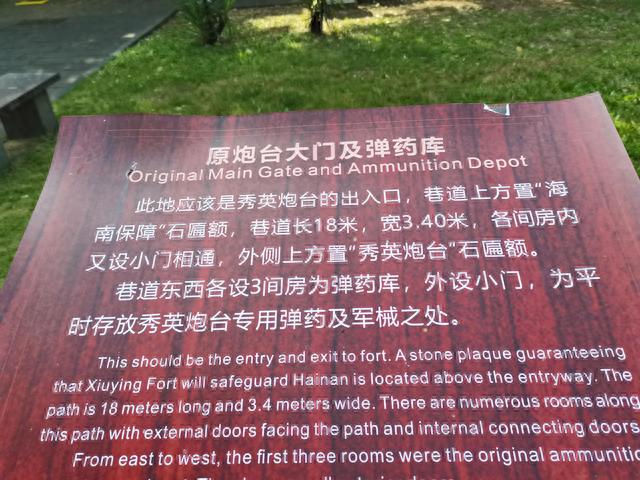 原炮台大门及弹药库
Original Main Gate and Ammunition Depot
此地应该是秀英炮台的出入口，巷道上方置“海
南保障”石匾额，巷道长18米，宽3.40米，各间房内
又设小门相通，外侧上方置"秀英炮台"石匾额。
巷道东西各设3间房为弹药库，外设小门，为平
时存放秀英炮台专用弹药及军械之处。
This should be the entry and exit to fort. A stone plaque guaranteeing
that Xiuying Fort will safeguard Hainan is located above the entryway. The
path is 18 meters long and 3.4 meters wide. There are numerous rooms along
this path with external doors facing the path and internal connecting doors
From east to west, the first three rooms were the original